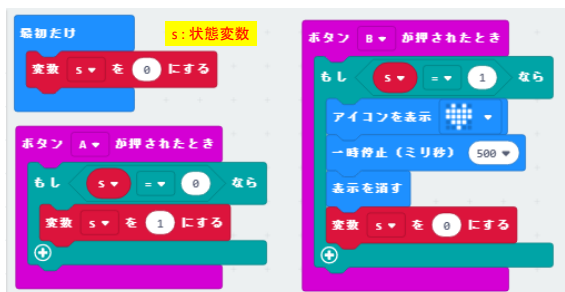 最初だけ
s：状態変数
変数 s を 0 にする
ボタン A が押されたとき
もし s = 0 なら
変数 s を 1 にする
ボタン B が押されたとき
もし s = 1 なら
アイコンを表示
一時停止（ミリ秒） 500
表示を消す
変数 s を 0 にする